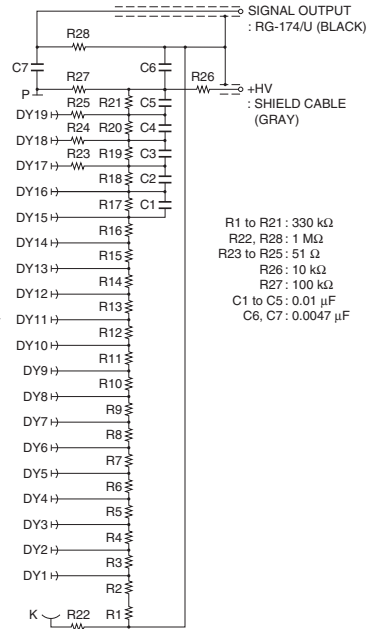 SIGNAL OUTPUT
: RG-174/U (BLACK)
R28
C7
R27
C6
R26
+HV
: SHIELD CABLE
(GRAY)
P
R25
R21
C5
DY19
R24
R20
C4
DY18
R23
R19
C3
DY17
R18
C2
DY16
R17
C1
DY15
R16
DY14
R15
DY13
R14
DY12
R13
DY11
R12
DY10
R11
DY9
R10
DY8
R9
DY7
R8
DY6
R7
DY5
R6
DY4
R5
DY3
R4
DY2
R3
DY1
R2
K
R22
R1
R1 to R21 : 330 kΩ
R22, R28 : 1 MΩ
R23 to R25 : 51 Ω
R26 : 10 kΩ
R27 : 100 kΩ
C1 to C5 : 0.01 µF
C6, C7 : 0.0047 µF